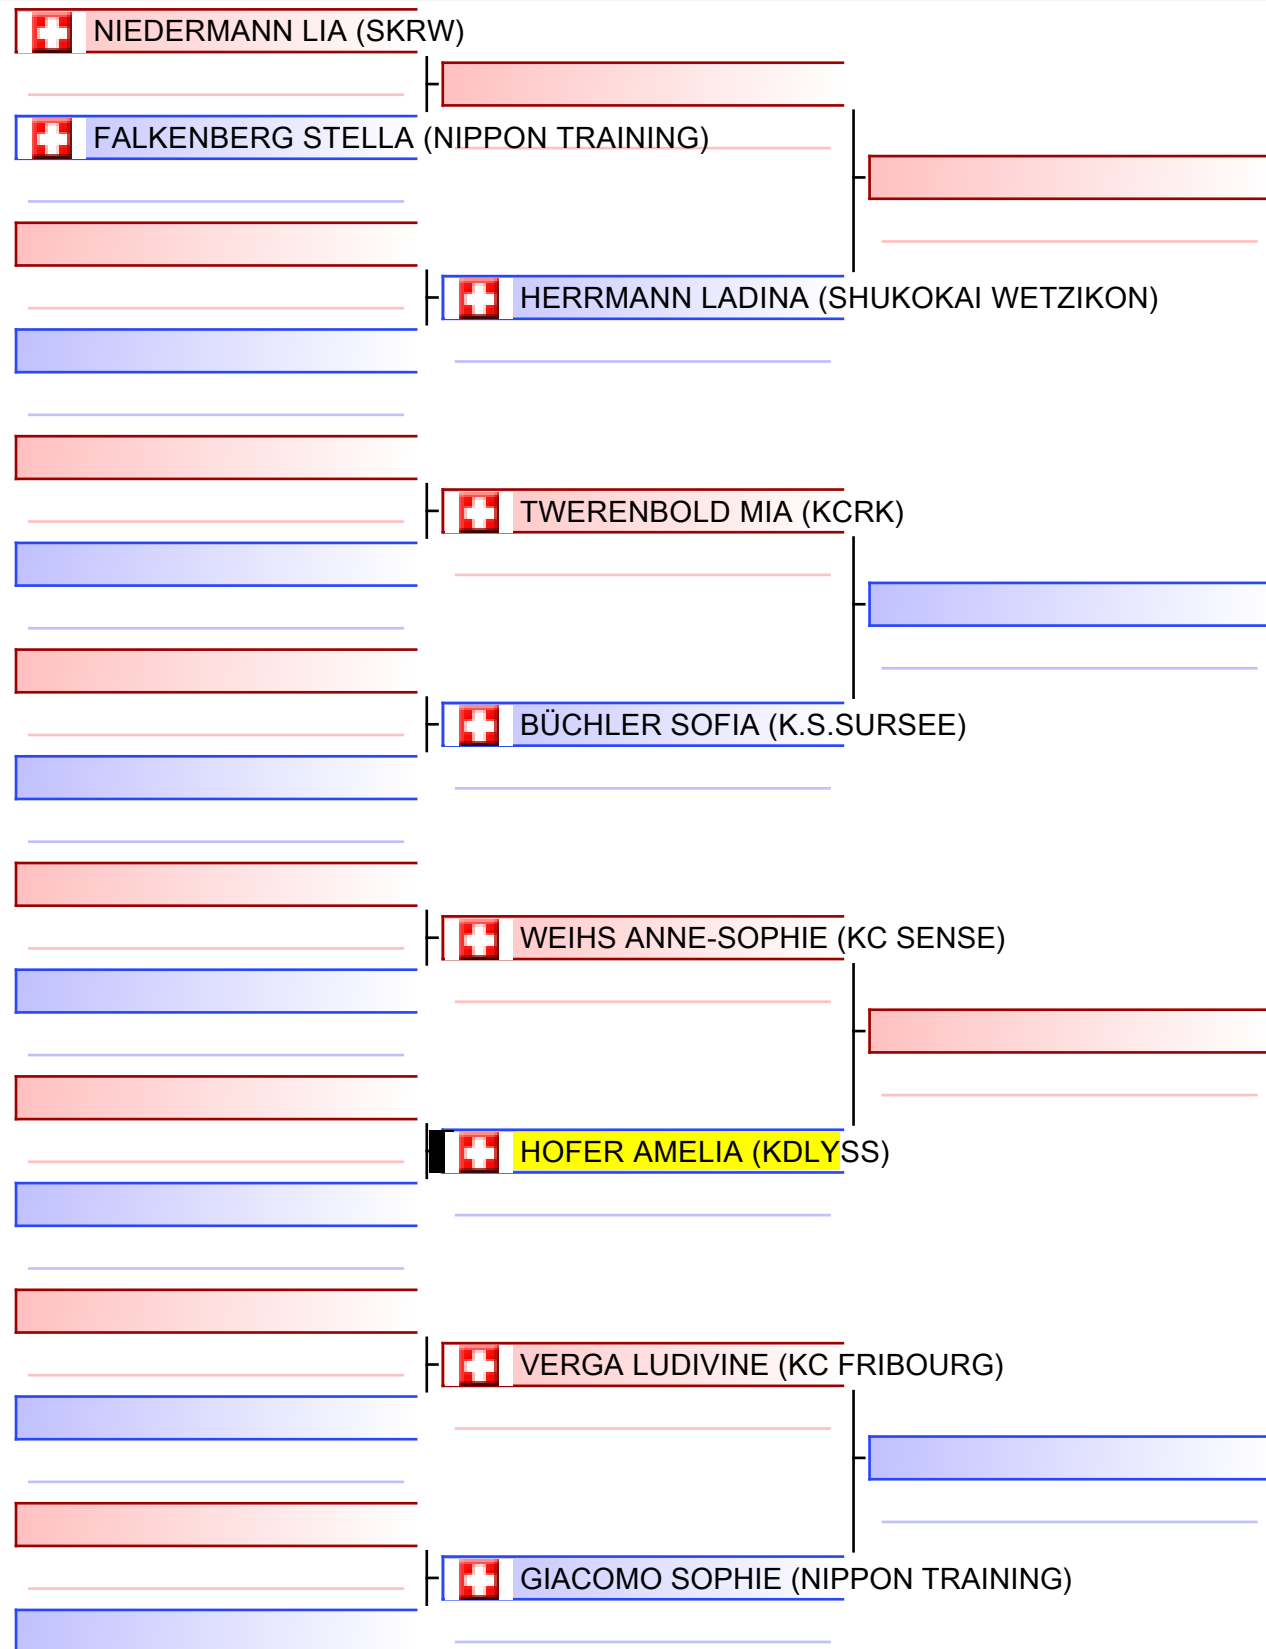 NIEDERMANN LIA (SKRW)
FALKENBERG STELLA (NIPPON TRAINING)
HERRMANN LADINA (SHUKOKAI WETZIKON)
TWERENBOLD MIA (KCRK)
BÜCHLER SOFIA (K.S.SURSEE)
WEIHS ANNE-SOPHIE (KC SENSE)
HOFER AMELIA (KDLYSS)
VERGA LUDIVINE (KC FRIBOURG)
GIACOMO SOPHIE (NIPPON TRAINING)